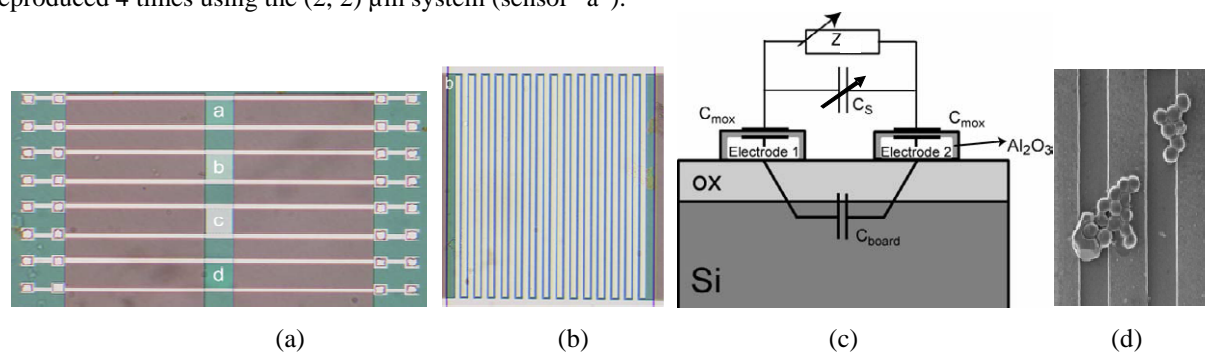 reproduced 4 times using the (2, 2) µm system (sensor “a”).
a
b
c
d
b
Z
C_S
C_mox
C_mox
Electrode 1
Electrode 2
Al₂O₃
ox
C_board
Si
(a)
(b)
(c)
(d)